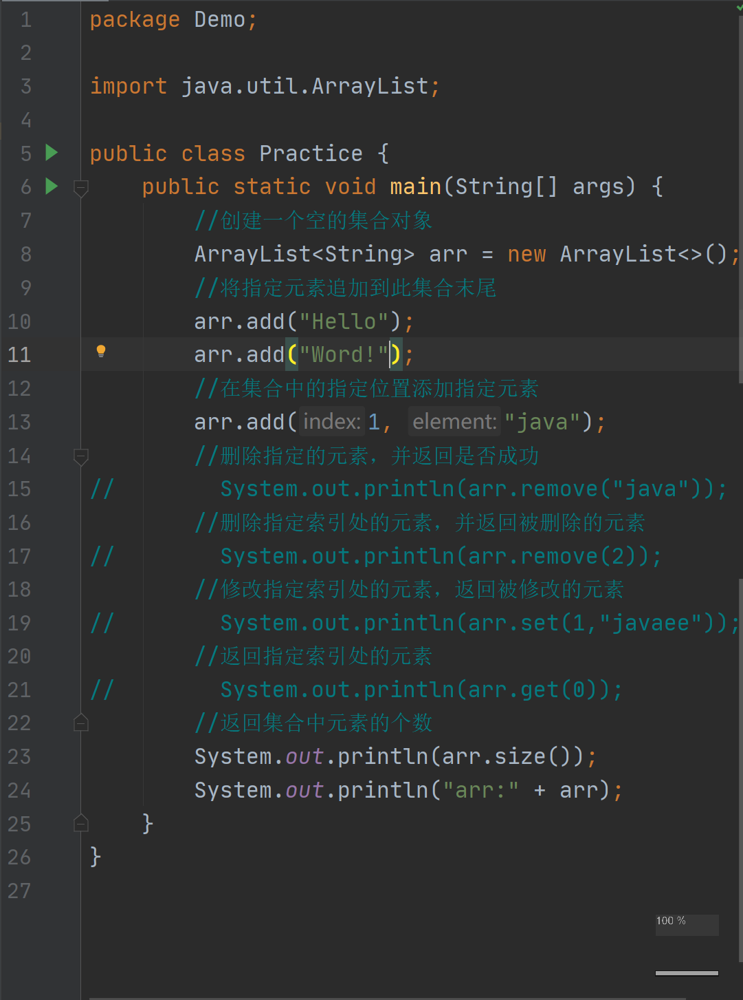 1 package Demo;
2
3 import java.util.ArrayList;
4
5 public class Practice {
6 public static void main(String[] args) {
7 //创建一个空的集合对象
8 ArrayList<String> arr = new ArrayList<>();
9 //将指定元素追加到此集合末尾
10 arr.add("Hello");
11 arr.add("Word!");
12 //在集合中的指定位置添加指定元素
13 arr.add( index: 1, element: "java");
14 //删除指定的元素，并返回是否成功
15 // System.out.println(arr.remove("java"));
16 //删除指定索引处的元素，并返回被删除的元素
17 // System.out.println(arr.remove(2));
18 //修改指定索引处的元素，返回被修改的元素
19 // System.out.println(arr.set(1,"javaee"));
20 //返回指定索引处的元素
21 // System.out.println(arr.get(0));
22 //返回集合中元素的个数
23 System.out.println(arr.size());
24 System.out.println("arr:" + arr);
25 }
26 }
27
100 %